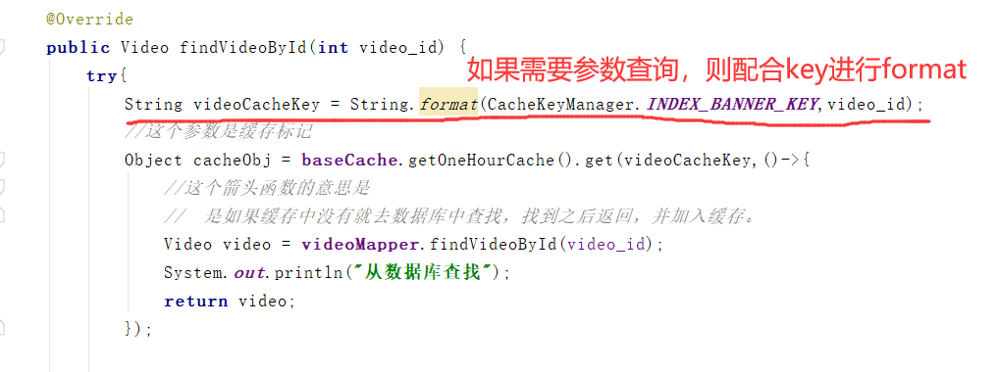 @Override
public Video findVideoById(int video_id) {
try{
如果需要参数查询，则配合key进行format
String videoCacheKey = String.format(CacheKeyManager.INDEX_BANNER_KEY,video_id);
//这个参数是缓存标记
Object cacheObj = baseCache.getOneHourCache().get(videoCacheKey,()->{
//这个箭头函数的意思是
// 是如果缓存中没有就去数据库中查找，找到之后返回，并加入缓存。
Video video = videoMapper.findVideoById(video_id);
System.out.println("从数据库查找");
return video;
});